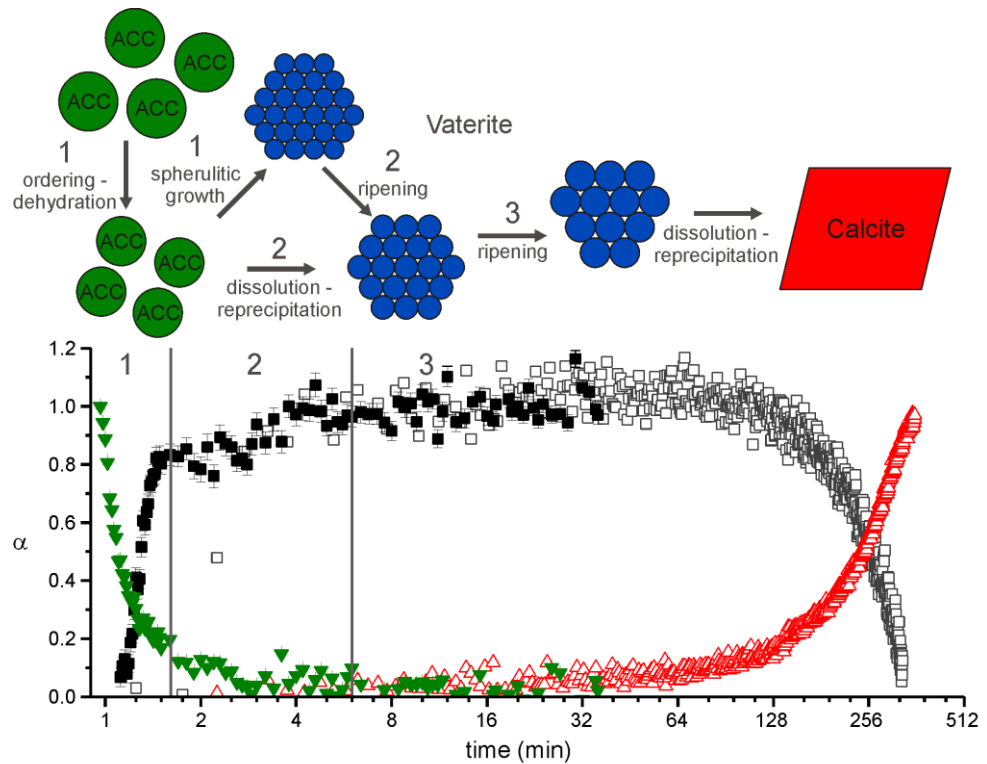 ACC
ACC
ACC
ACC
1
ordering -
dehydration
1
spherulitic
growth
Vaterite
2
ripening
ACC
ACC
ACC
ACC
2
dissolution -
reprecipitation
3
ripening
dissolution -
reprecipitation
Calcite
1 2 3
1.2
1.0
0.8
0.6
0.4
0.2
0.0
α
1 2 4 8 16 32 64 128 256 512
time (min)